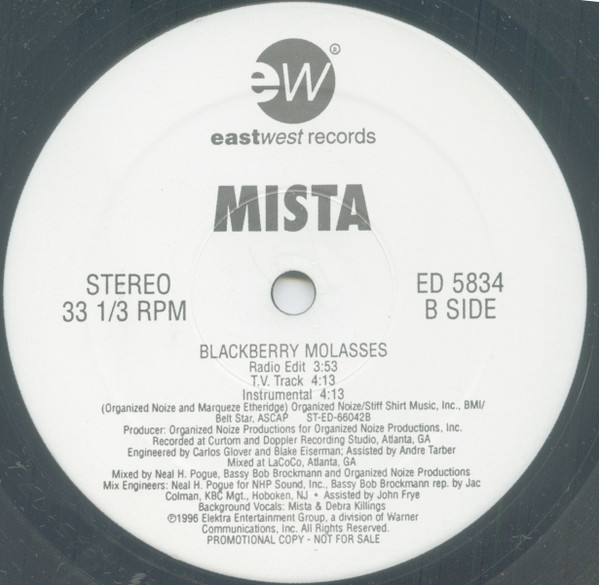 ew®
eastwest records
MISTA
STEREO
33 1/3 RPM
ED 5834
B SIDE
BLACKBERRY MOLASSES
Radio Edit 3:53
T.V. Track 4:13
Instrumental 4:13
(Organized Noize and Marqueze Etheridge) Organized Noize/Stiff Shirt Music, Inc., BMI/
Belt Star, ASCAP ST-ED-66042B
Producer: Organized Noize Productions for Organized Noize Productions, Inc.
Recorded at Curtom and Doppler Recording Studio, Atlanta, GA
Engineered by Carlos Glover and Blake Eiserman; Assisted by Andre Tarber
Mixed at LaCoCo, Atlanta, GA
Mixed by Neal H. Pogue, Bassy Bob Brockmann and Organized Noize Productions
Mix Engineers: Neal H. Pogue for NHP Sound, Inc., Bassy Bob Brockmann rep. by Jac
Colman, KBC Mgt., Hoboken, NJ • Assisted by John Frye
Background Vocals: Mista & Debra Killings
℗1996 Elektra Entertainment Group, a division of Warner
Communications, Inc. All Rights Reserved.
PROMOTIONAL COPY - NOT FOR SALE